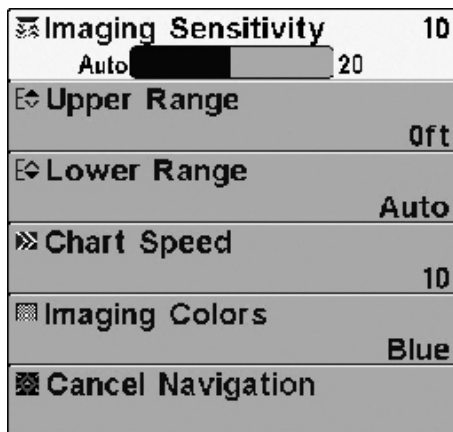 Imaging Sensitivity 10
Auto 20
Upper Range
0ft
Lower Range
Auto
Chart Speed
10
Imaging Colors
Blue
Cancel Navigation